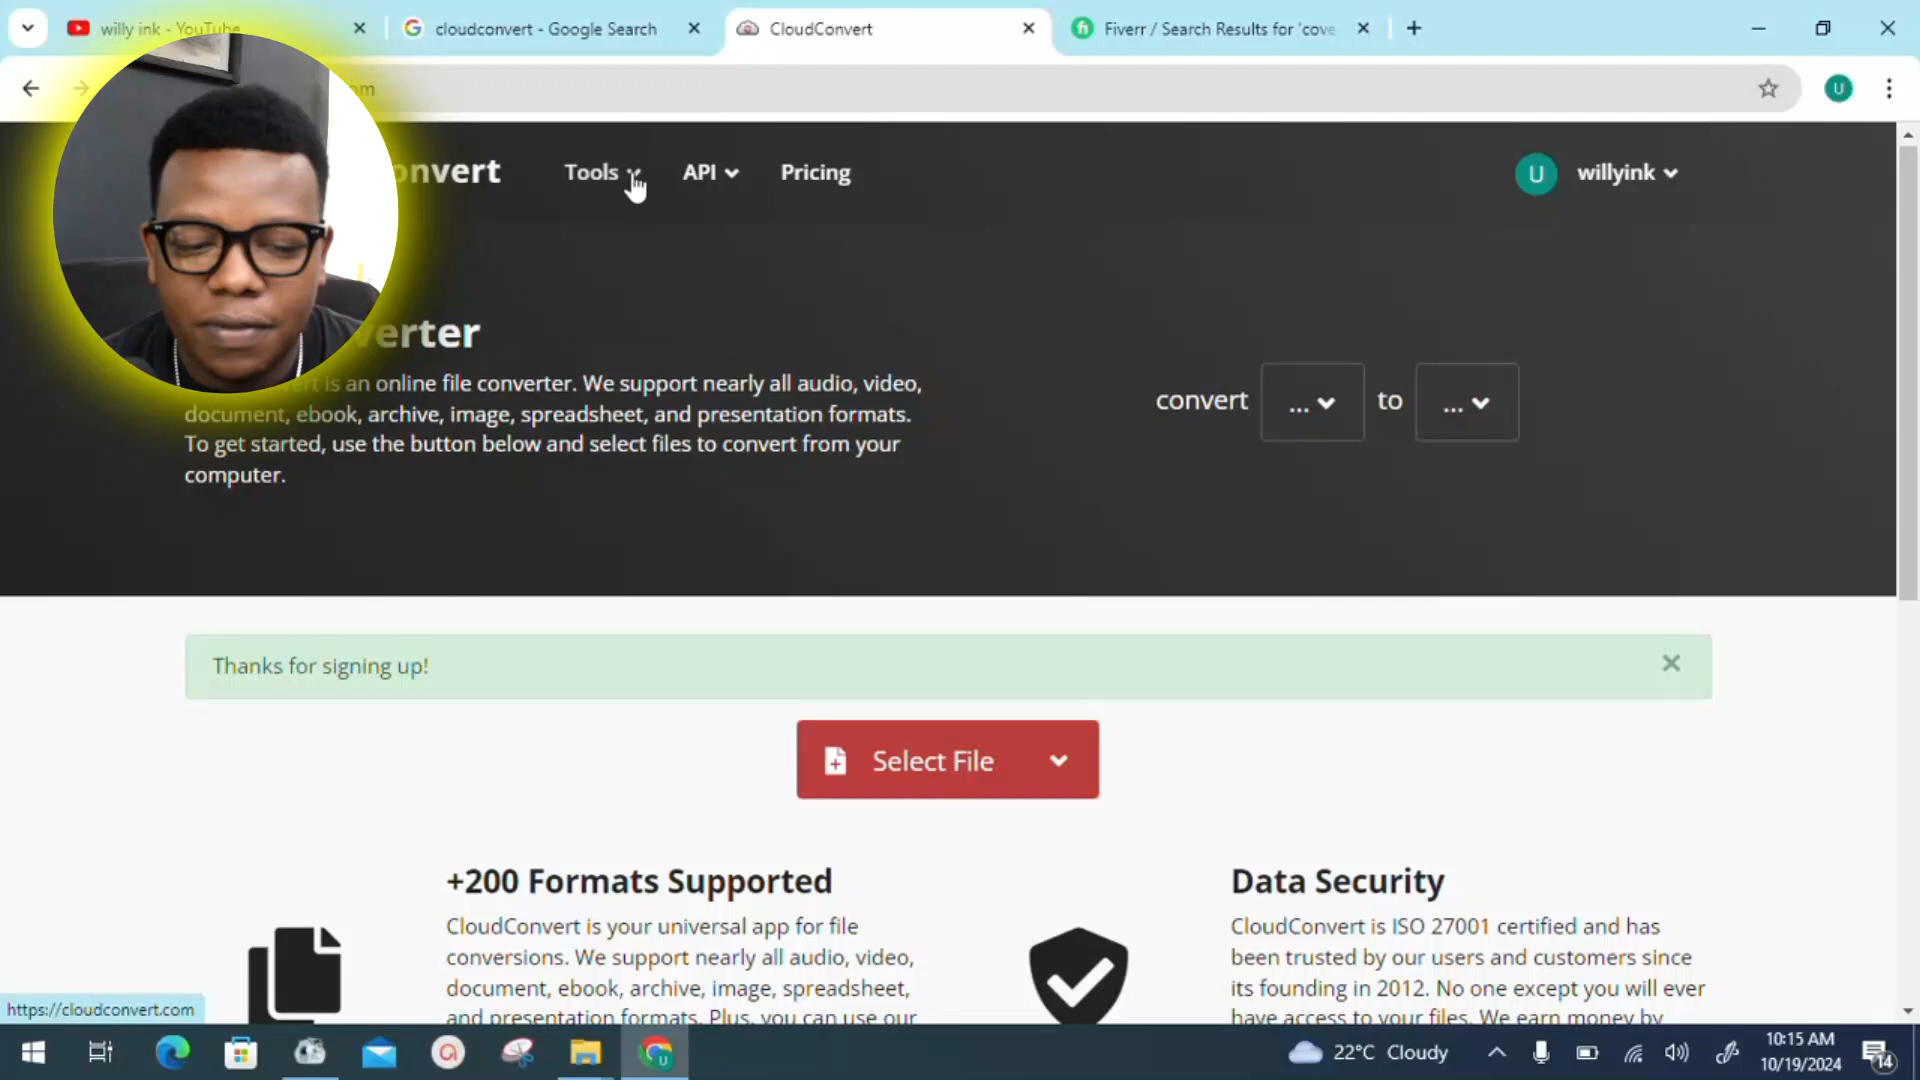 willy ink - YouTube
cloudconvert - Google Search
CloudConvert
Fiverr / Search Results for 'cove
om
U
onvert
Tools
API
Pricing
U
willyink
verter
ert is an online file converter. We support nearly all audio, video,
document, ebook, archive, image, spreadsheet, and presentation formats.
To get started, use the button below and select files to convert from your
computer.
convert ... to ...
Thanks for signing up!
Select File
+200 Formats Supported
CloudConvert is your universal app for file
conversions. We support nearly all audio, video,
document, ebook, archive, image, spreadsheet,
and presentation formats. Plus, you can use our
Data Security
CloudConvert is ISO 27001 certified and has
been trusted by our users and customers since
its founding in 2012. No one except you will ever
have access to your files. We earn money by
https://cloudconvert.com
22°C Cloudy
10:15 AM
10/19/2024
14